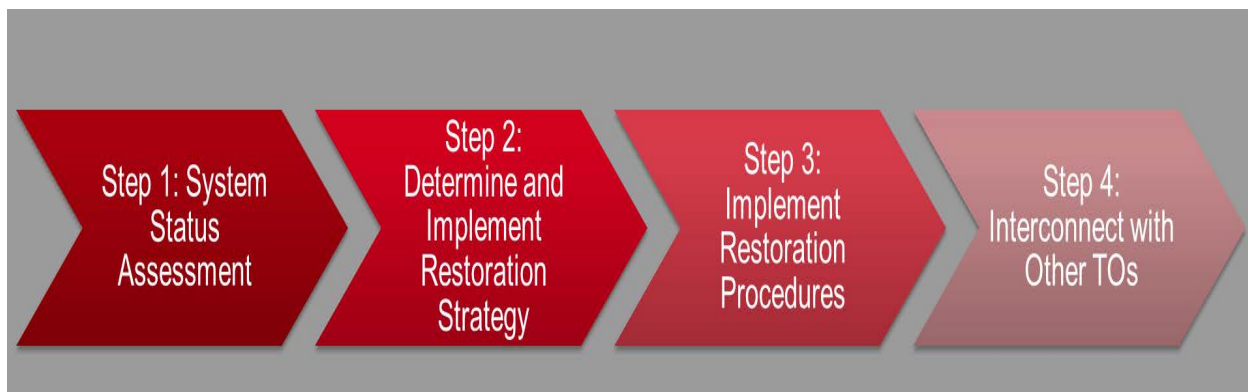 Step 1: System
Status
Assessment
Step 2:
Determine and
Implement
Restoration
Strategy
Step 3:
Implement
Restoration
Procedures
Step 4:
Interconnect with
Other TOs